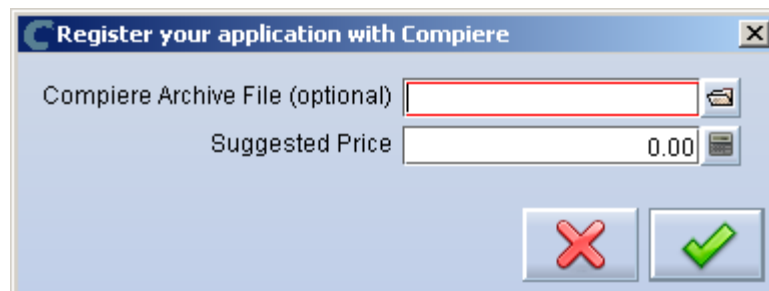 Register your application with Compiere
Compiere Archive File (optional)
Suggested Price 0.00